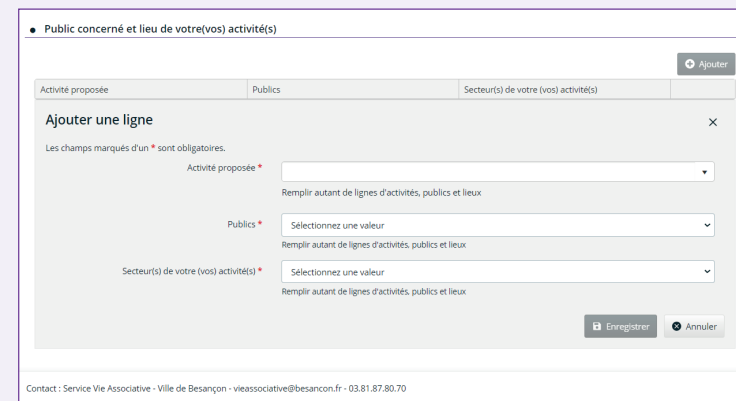 Public concerné et lieu de votre(vos) activité(s)
Ajouter
Activité proposée Publics Secteur(s) de votre (vos) activité(s)
Ajouter une ligne
Les champs marqués d'un * sont obligatoires.
Activité proposée *
Remplir autant de lignes d'activités, publics et lieux
Publics * Sélectionnez une valeur
Remplir autant de lignes d'activités, publics et lieux
Secteur(s) de votre (vos) activité(s) * Sélectionnez une valeur
Remplir autant de lignes d'activités, publics et lieux
Enregistrer Annuler
Contact : Service Vie Associative - Ville de Besançon - vieassociative@besancon.fr - 03.81.87.80.70